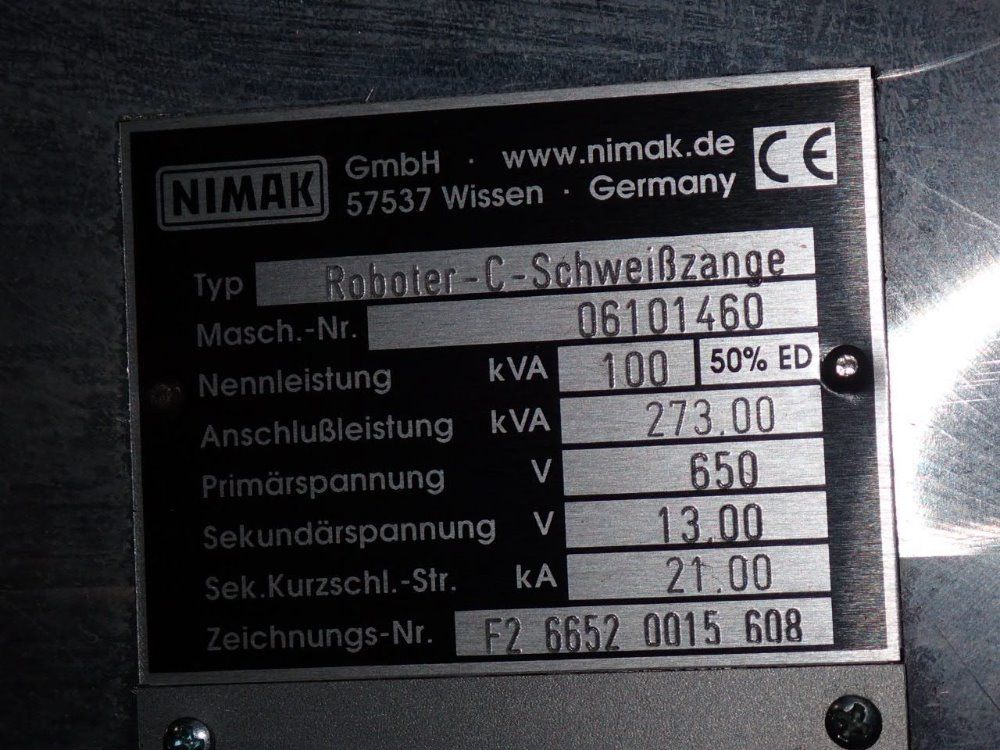 NIMAK GmbH · www.nimak.de CE
57537 Wissen · Germany
Typ Roboter-C-Schweißzange
Masch.-Nr. 06101460
Nennleistung kVA 100 50% ED
Anschlußleistung kVA 273.00
Primärspannung V 650
Sekundärspannung V 13.00
Sek.Kurzschl.-Str. kA 21.00
Zeichnungs-Nr. F2 6652 0015 608